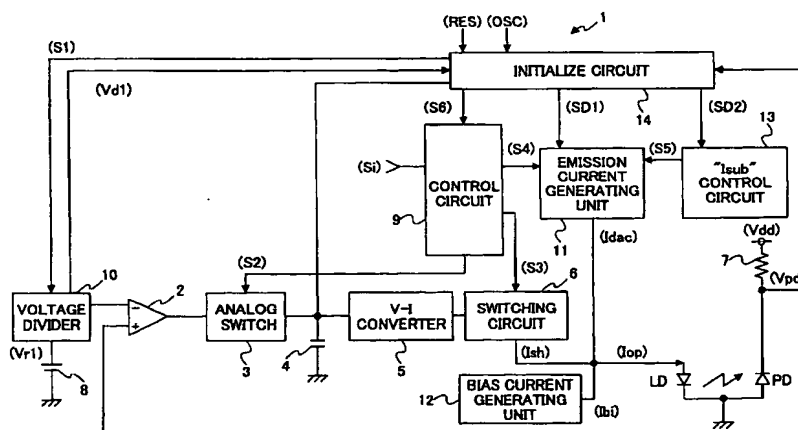 (RES) (OSC)
1
(S1)
INITIALIZE CIRCUIT
(Vd1)
(S6)
(SD1)
14
(SD2)
13
(Si)
(S4)
(S5)
CONTROL
CIRCUIT
EMISSION
CURRENT
GENERATING
UNIT
"Isub"
CONTROL
CIRCUIT
9
11
(Idac)
(Vdd)
10
(S2)
(S3)
6
7
(Vpd
VOLTAGE
DIVIDER
2
ANALOG
SWITCH
V-I
CONVERTER
SWITCHING
CIRCUIT
(Vr1)
8
3
4
5
(Ish)
(Iop)
LD
PD
12
BIAS CURRENT
GENERATING
UNIT
(Ibi)